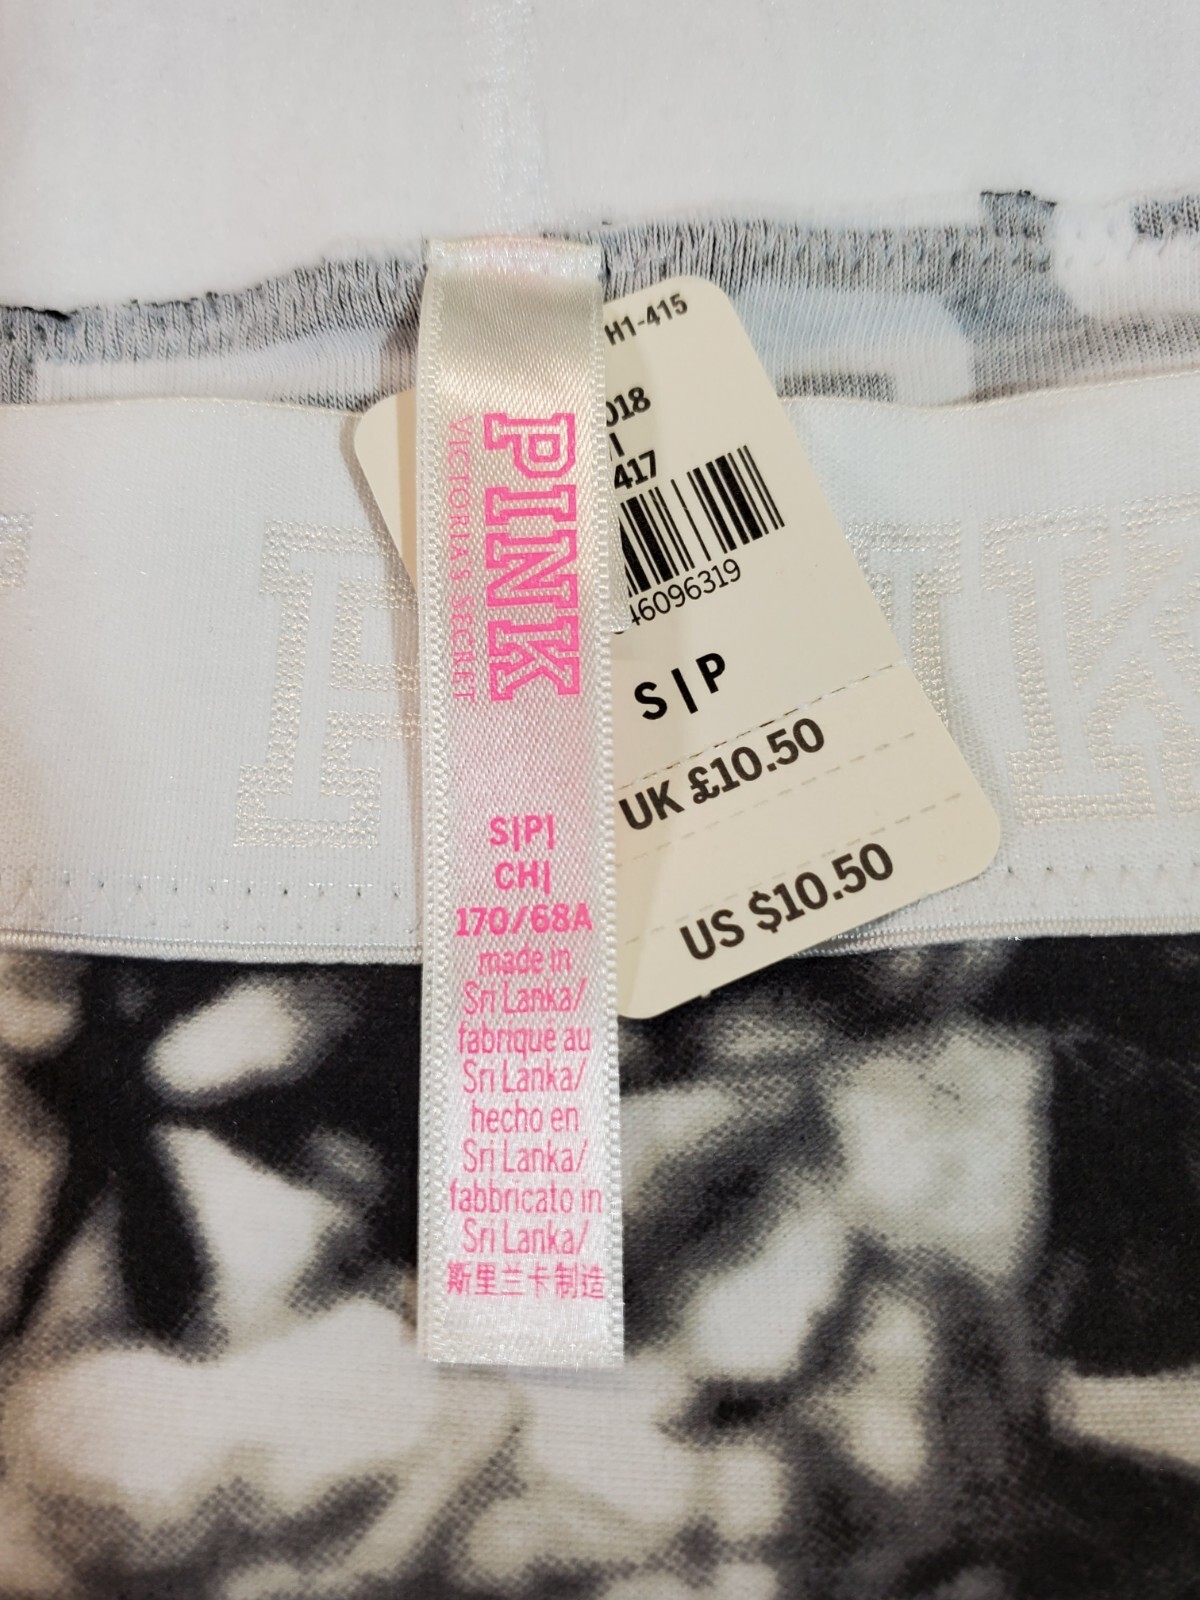 PINK
VICTORIA'S SECRET
S|P|
CH|
170/68A
made in
Sri Lanka/
fabriqué au
Sri Lanka/
hecho en
Sri Lanka/
fabbricato in
Sri Lanka/
斯里兰卡制造
H1-415
018
417
46096319
S|P
UK £10.50
US $10.50